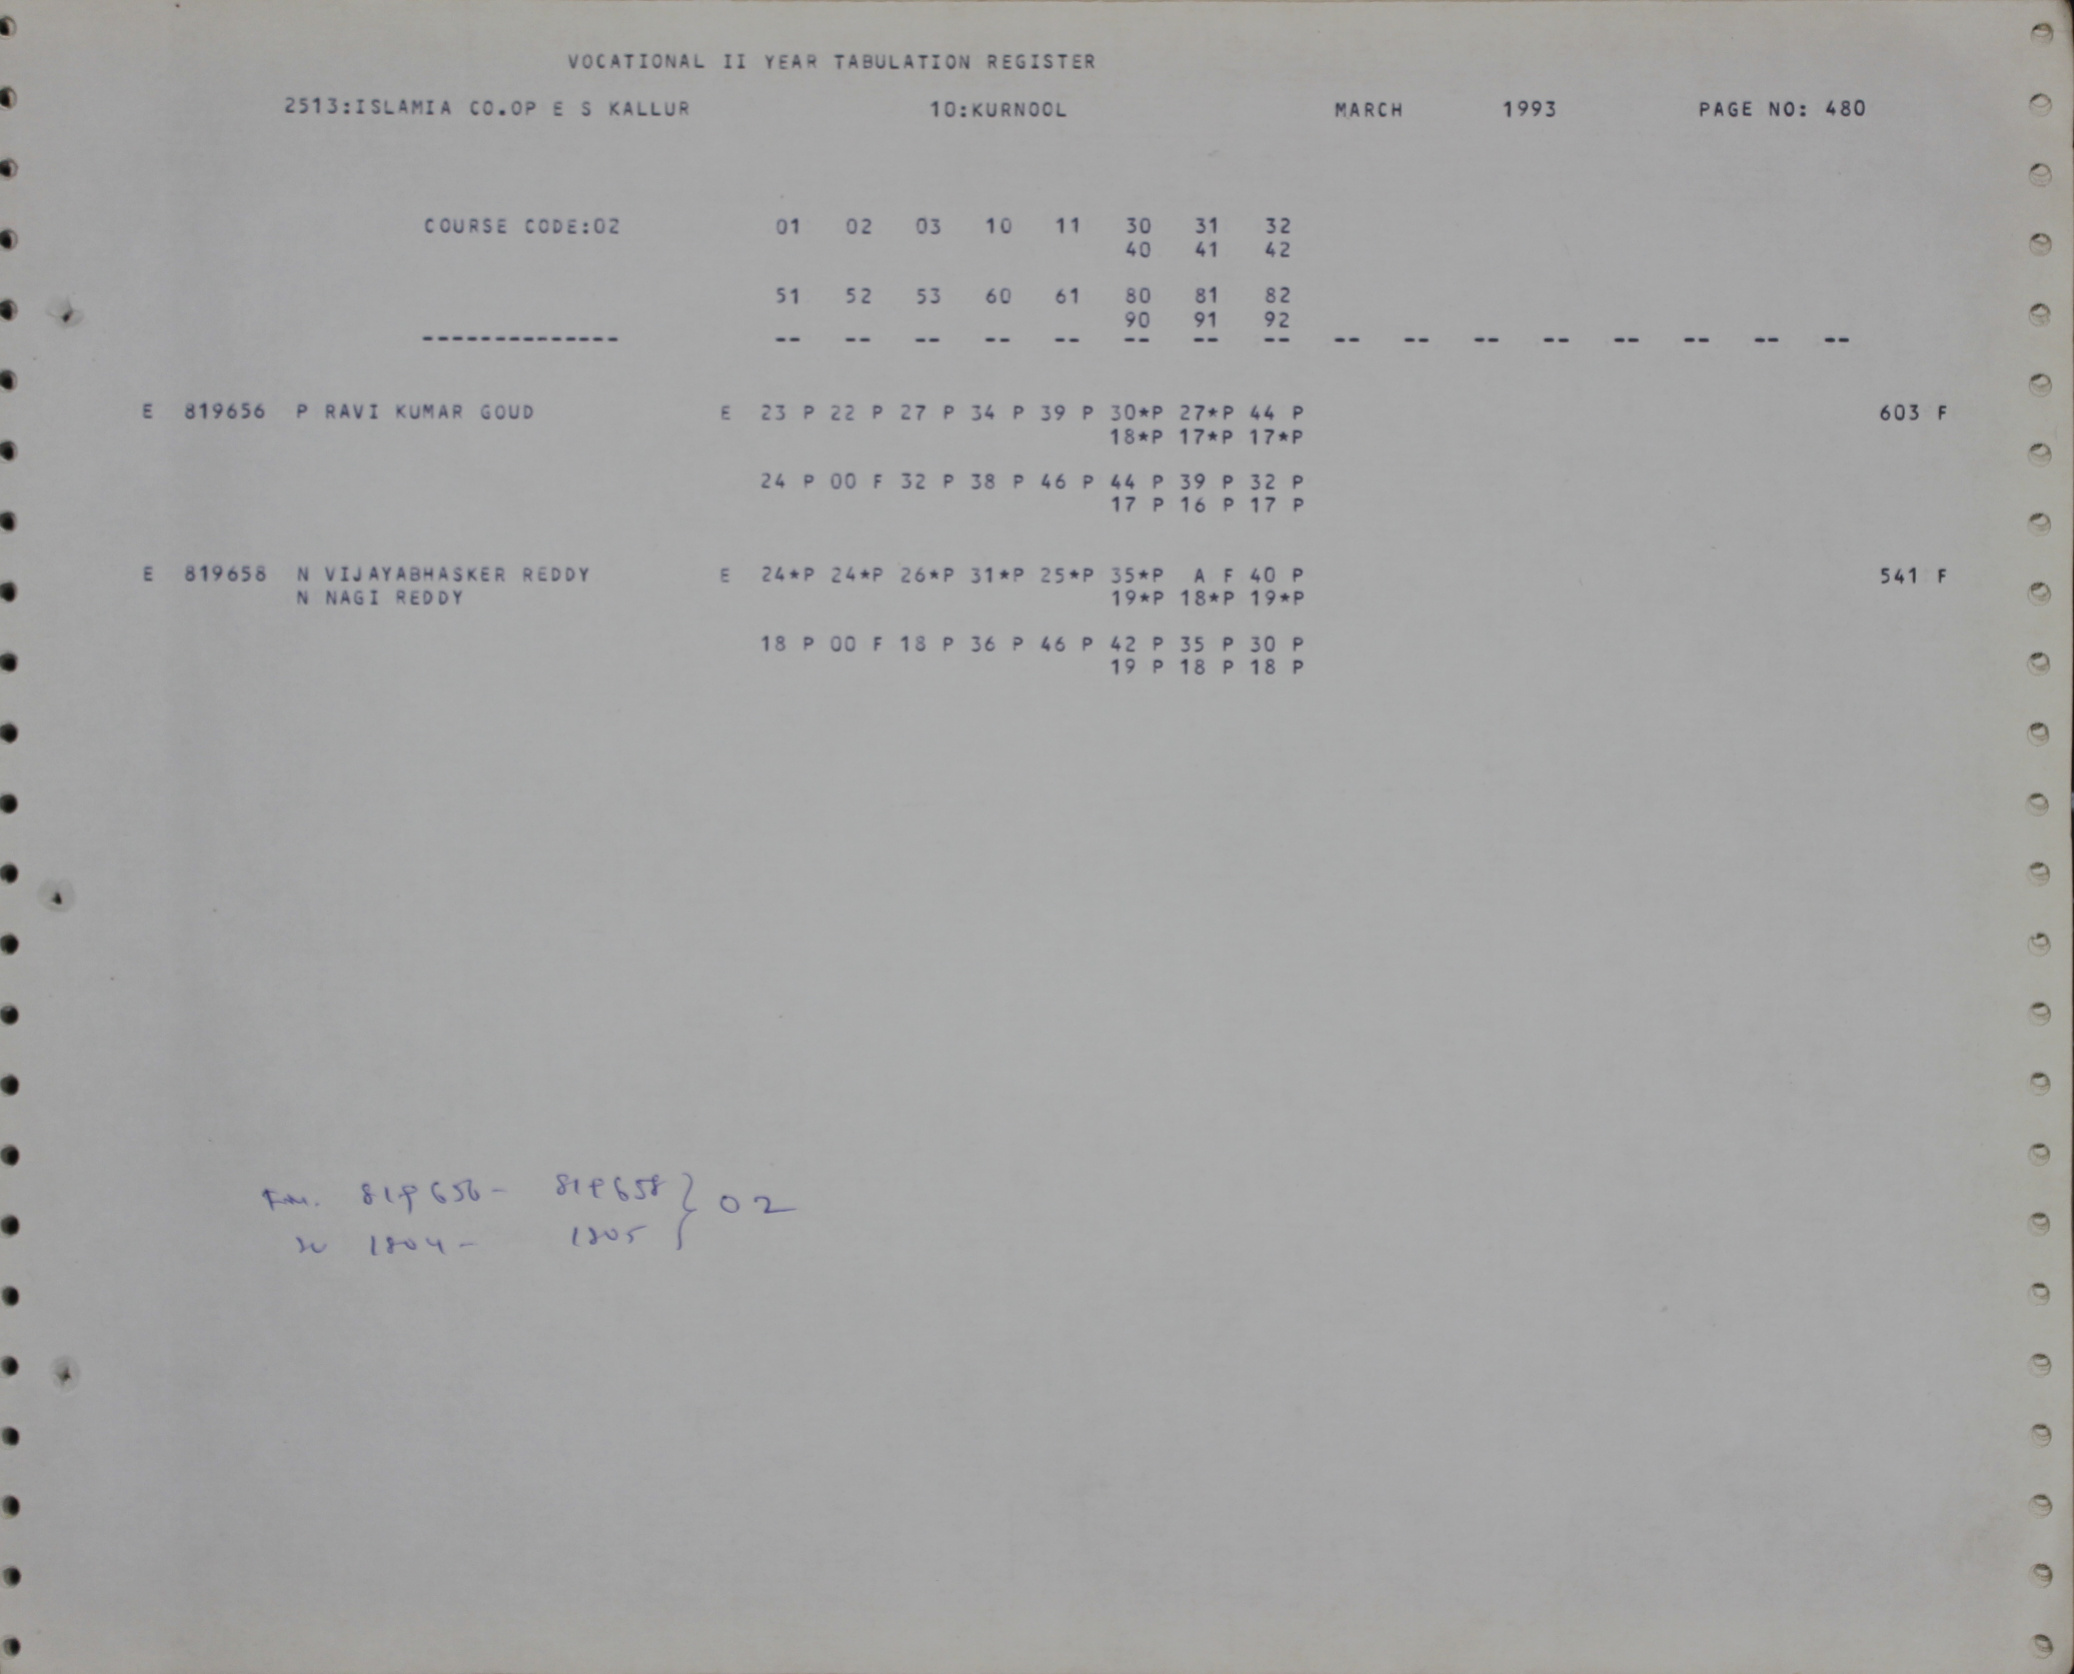 VOCATIONAL II YEAR TABULATION REGISTER
2513:ISLAMIA CO.OP E S KALLUR 10:KURNOOL MARCH 1993 PAGE NO: 480
COURSE CODE:02 01 02 03 10 11 30 31 32
40 41 42
51 52 53 60 61 80 81 82
90 91 92
-------------- -- -- -- -- -- -- -- -- -- -- -- -- -- -- -- --
E 819656 P RAVI KUMAR GOUD E 23 P 22 P 27 P 34 P 39 P 30*P 27*P 44 P 603 F
18*P 17*P 17*P
24 P 00 F 32 P 38 P 46 P 44 P 39 P 32 P
17 P 16 P 17 P
E 819658 N VIJAYABHASKER REDDY E 24*P 24*P 26*P 31*P 25*P 35*P A F 40 P 541 F
N NAGI REDDY 19*P 18*P 19*P
18 P 00 F 18 P 36 P 46 P 42 P 35 P 30 P
19 P 18 P 18 P
819656 - 819658 } 02
1804 - 1805